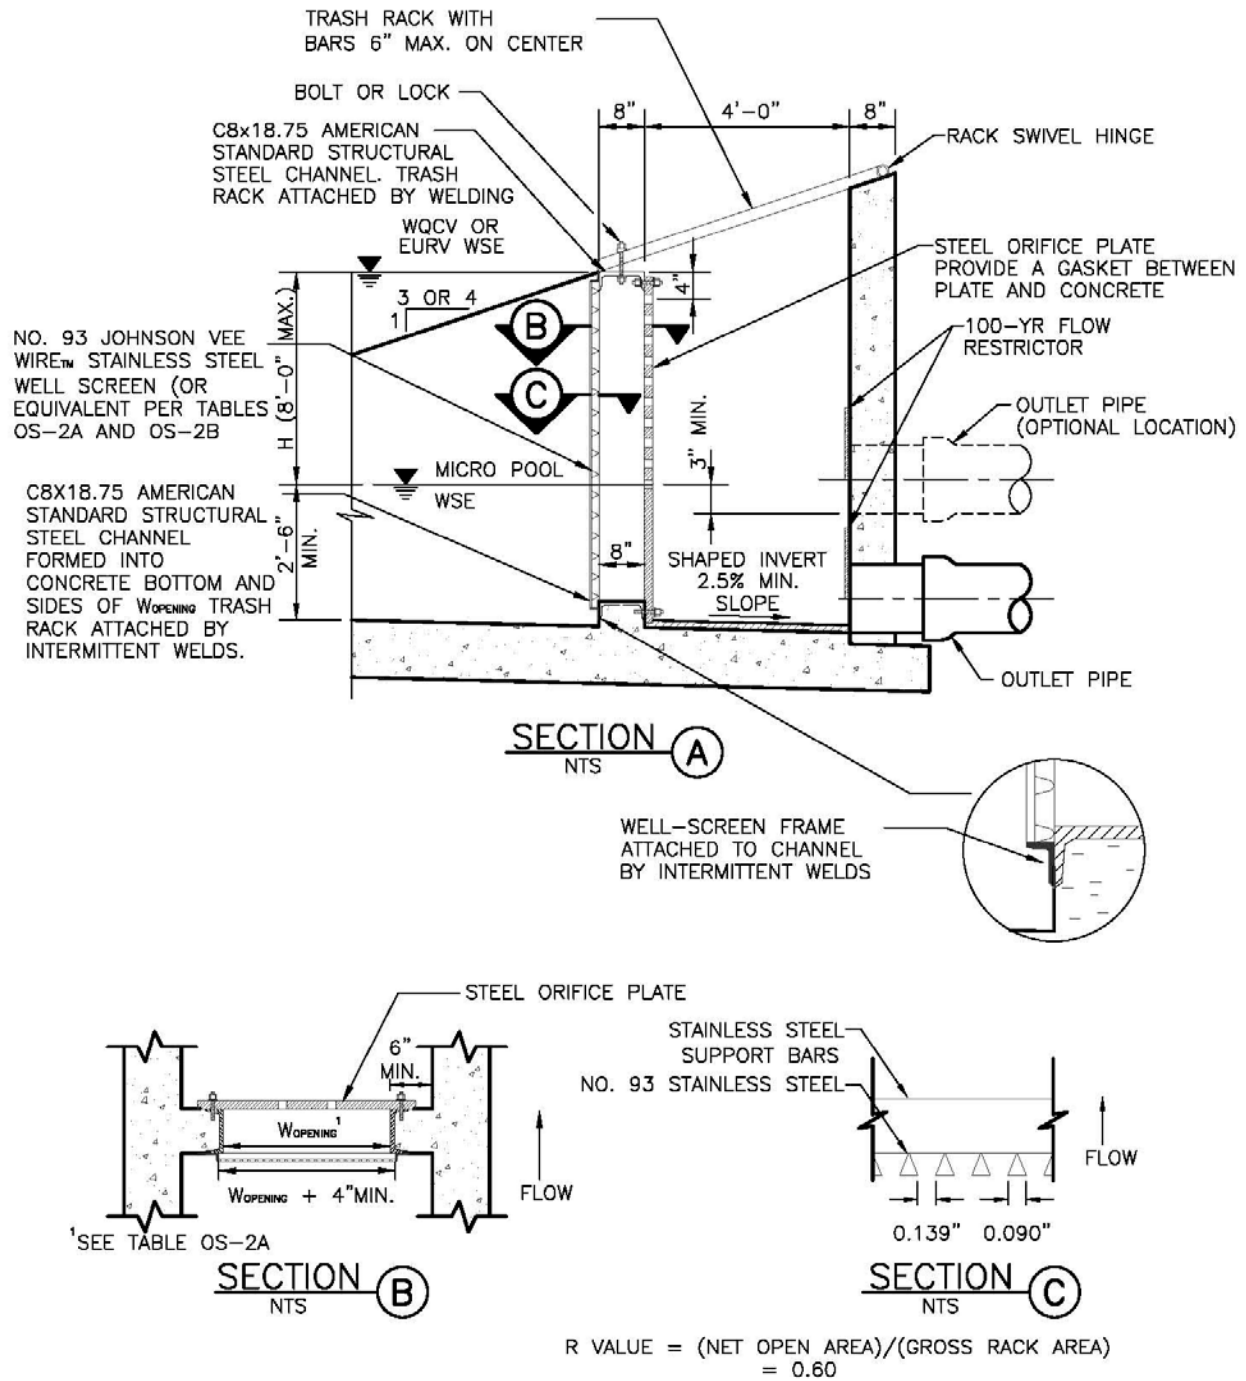 TRASH RACK WITH
BARS 6" MAX. ON CENTER
BOLT OR LOCK
8"
4'-0"
8"
C8x18.75 AMERICAN
STANDARD STRUCTURAL
STEEL CHANNEL. TRASH
RACK ATTACHED BY WELDING
RACK SWIVEL HINGE
WQCV OR
EURV WSE
STEEL ORIFICE PLATE
PROVIDE A GASKET BETWEEN
PLATE AND CONCRETE
4"
3 OR 4
1
B
100-YR FLOW
RESTRICTOR
NO. 93 JOHNSON VEE
WIRE™ STAINLESS STEEL
WELL SCREEN (OR
EQUIVALENT PER TABLES
OS-2A AND OS-2B
H (8'-0" MAX.)
C
OUTLET PIPE
(OPTIONAL LOCATION)
3" MIN.
MICRO POOL
WSE
C8X18.75 AMERICAN
STANDARD STRUCTURAL
STEEL CHANNEL
FORMED INTO
CONCRETE BOTTOM AND
SIDES OF WOPENING TRASH
RACK ATTACHED BY
INTERMITTENT WELDS.
2'-6"
MIN.
8"
SHAPED INVERT
2.5% MIN.
SLOPE
OUTLET PIPE
SECTION A
NTS
WELL-SCREEN FRAME
ATTACHED TO CHANNEL
BY INTERMITTENT WELDS
STEEL ORIFICE PLATE
6"
MIN.
WOPENING¹
WOPENING + 4"MIN.
FLOW
¹SEE TABLE OS-2A
SECTION B
NTS
STAINLESS STEEL
SUPPORT BARS
NO. 93 STAINLESS STEEL
FLOW
0.139" 0.090"
SECTION C
NTS
R VALUE = (NET OPEN AREA)/(GROSS RACK AREA)
= 0.60